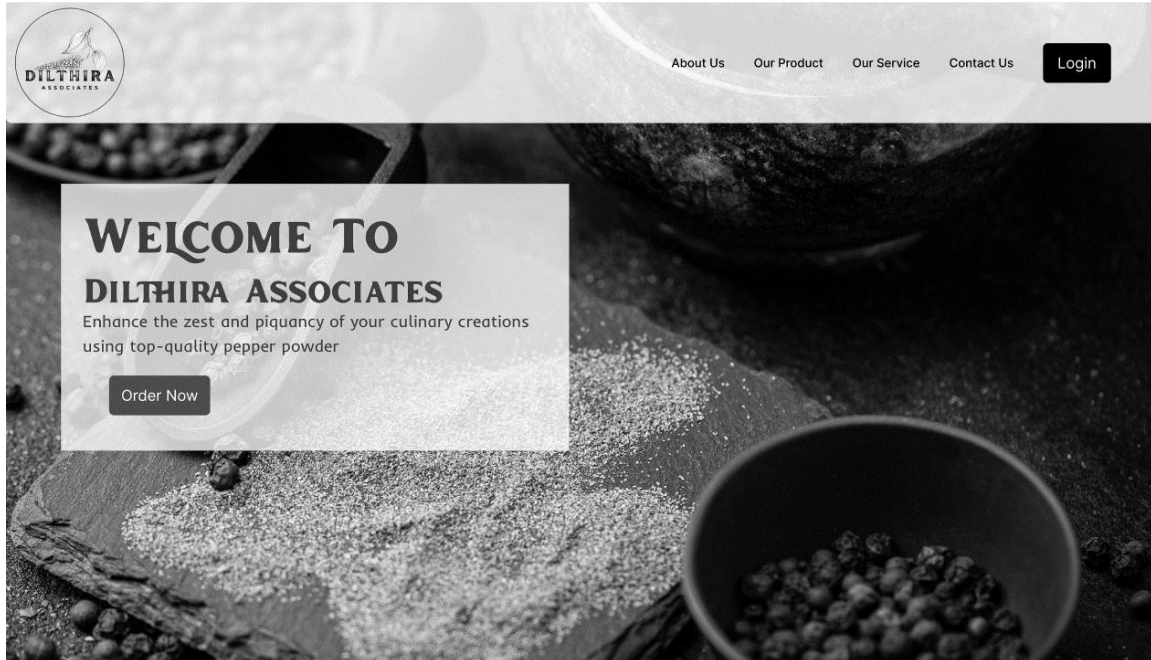 DILTHIRA
ASSOCIATES
About Us
Our Product
Our Service
Contact Us
Login
Welcome To
Dilthira Associates
Enhance the zest and piquancy of your culinary creations
using top-quality pepper powder
Order Now